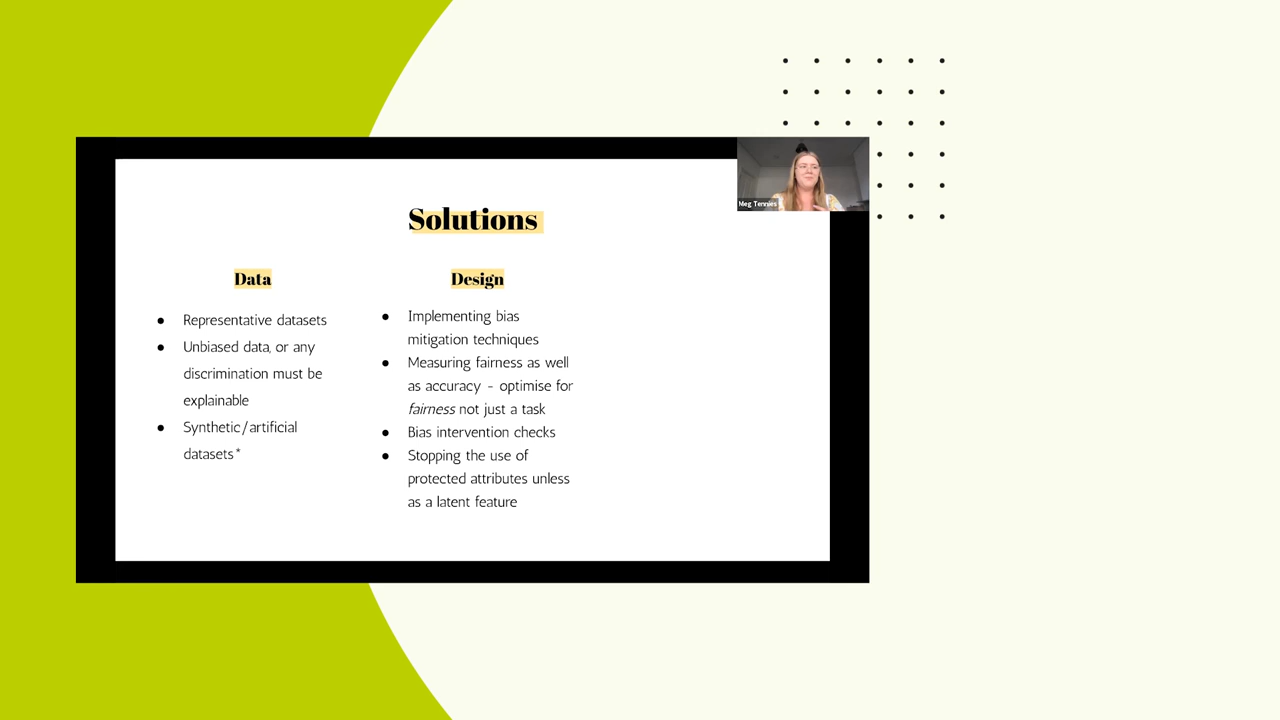 Meg Tennies
Solutions
Data
● Representative datasets
● Unbiased data, or any
discrimination must be
explainable
● Synthetic/artificial
datasets*
Design
● Implementing bias
mitigation techniques
● Measuring fairness as well
as accuracy - optimise for
fairness not just a task
● Bias intervention checks
● Stopping the use of
protected attributes unless
as a latent feature